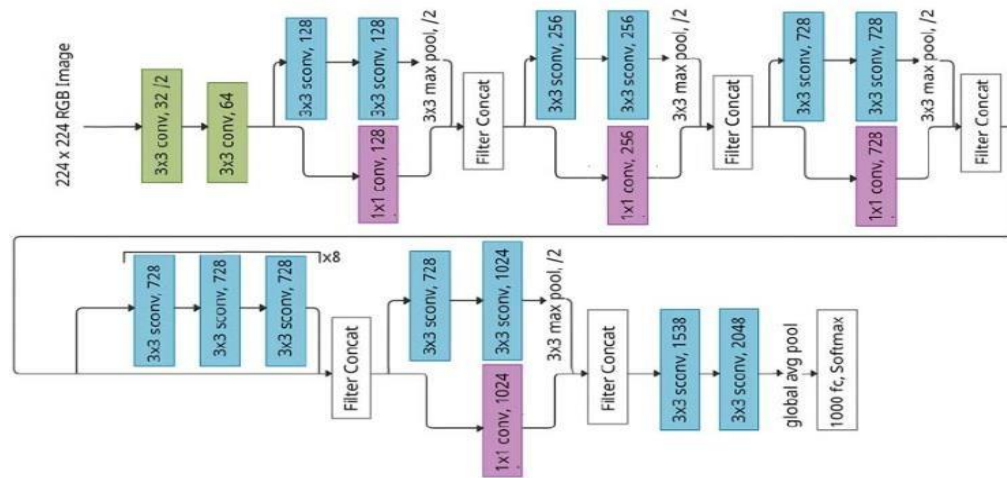 224 x 224 RGB Image
3x3 conv, 32 /2
3x3 conv, 64
3x3 sconv, 128
3x3 sconv, 128
3x3 max pool, /2
1x1 conv, 128
Filter Concat
3x3 sconv, 256
3x3 sconv, 256
3x3 max pool, /2
1x1 conv, 256
Filter Concat
3x3 sconv, 728
3x3 sconv, 728
3x3 max pool, /2
1x1 conv, 728
Filter Concat
3x3 sconv, 728
3x3 sconv, 728
3x3 sconv, 728
x8
Filter Concat
3x3 sconv, 728
3x3 sconv, 1024
3x3 max pool, /2
1x1 conv, 1024
Filter Concat
3x3 sconv, 1538
3x3 sconv, 2048
global avg pool
1000 fc, Softmax